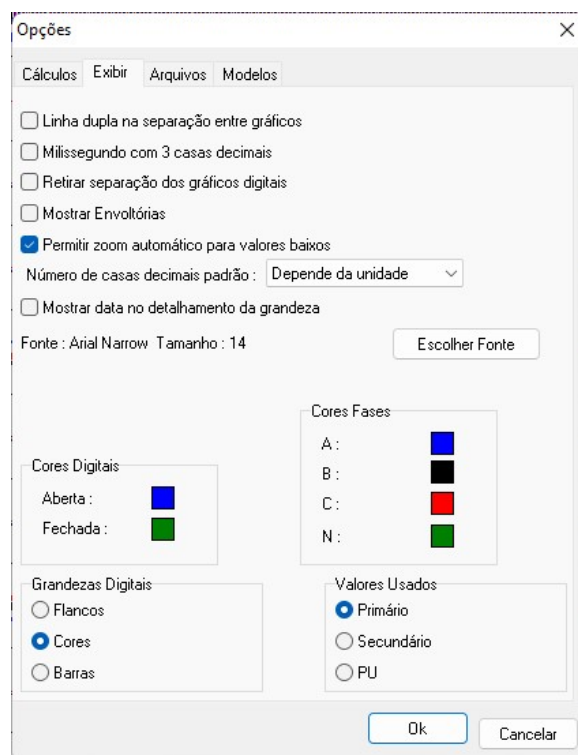 Opções
Cálculos Exibir Arquivos Modelos
Linha dupla na separação entre gráficos
Milissegundo com 3 casas decimais
Retirar separação dos gráficos digitais
Mostrar Envoltórias
Permitir zoom automático para valores baixos
Número de casas decimais padrão : Depende da unidade
Mostrar data no detalhamento da grandeza
Fonte : Arial Narrow Tamanho : 14 Escolher Fonte
Cores Fases
A :
B :
C :
N :
Cores Digitais
Aberta :
Fechada :
Grandezas Digitais
Flancos
Cores
Barras
Valores Usados
Primário
Secundário
PU
Ok Cancelar